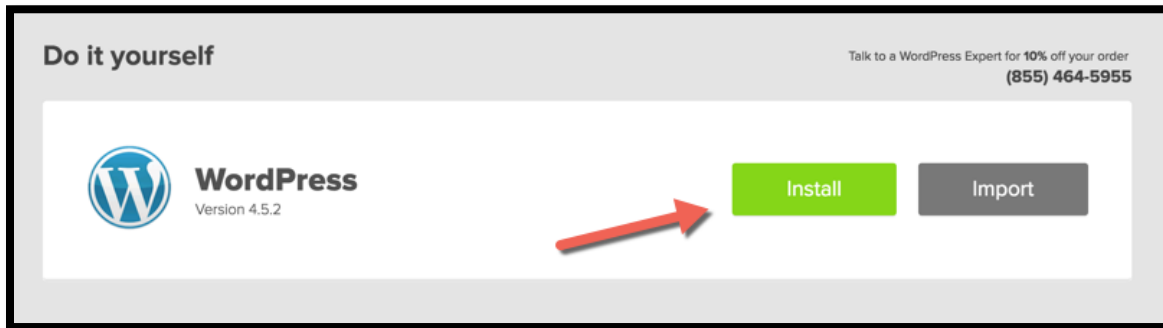 Do it yourself
Talk to a WordPress Expert for 10% off your order
(855) 464-5955
WordPress
Version 4.5.2
Install
Import